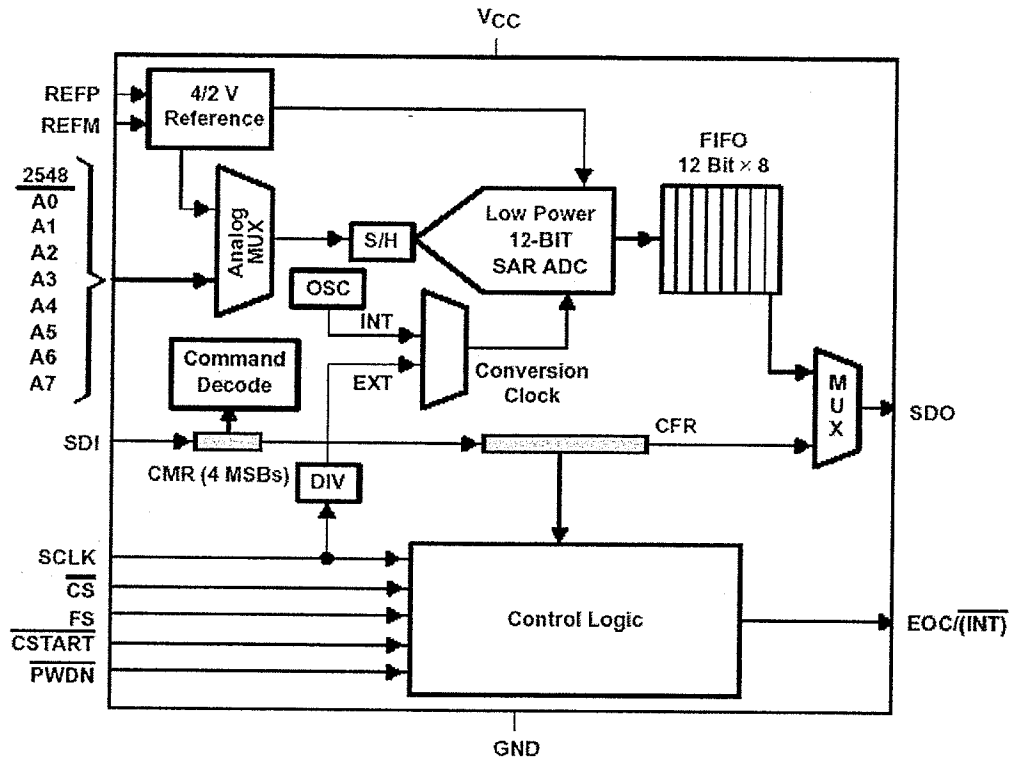 VCC
REFP
REFM
4/2 V
Reference
FIFO
12 Bit × 8
2548
A0
A1
A2
A3
A4
A5
A6
A7
Analog
MUX
S/H
Low Power
12-BIT
SAR ADC
OSC
INT
EXT
Conversion
Clock
Command
Decode
MUX
SDO
SDI
CMR (4 MSBs)
CFR
DIV
SCLK
CS
FS
CSTART
PWDN
Control Logic
EOC/(INT)
GND